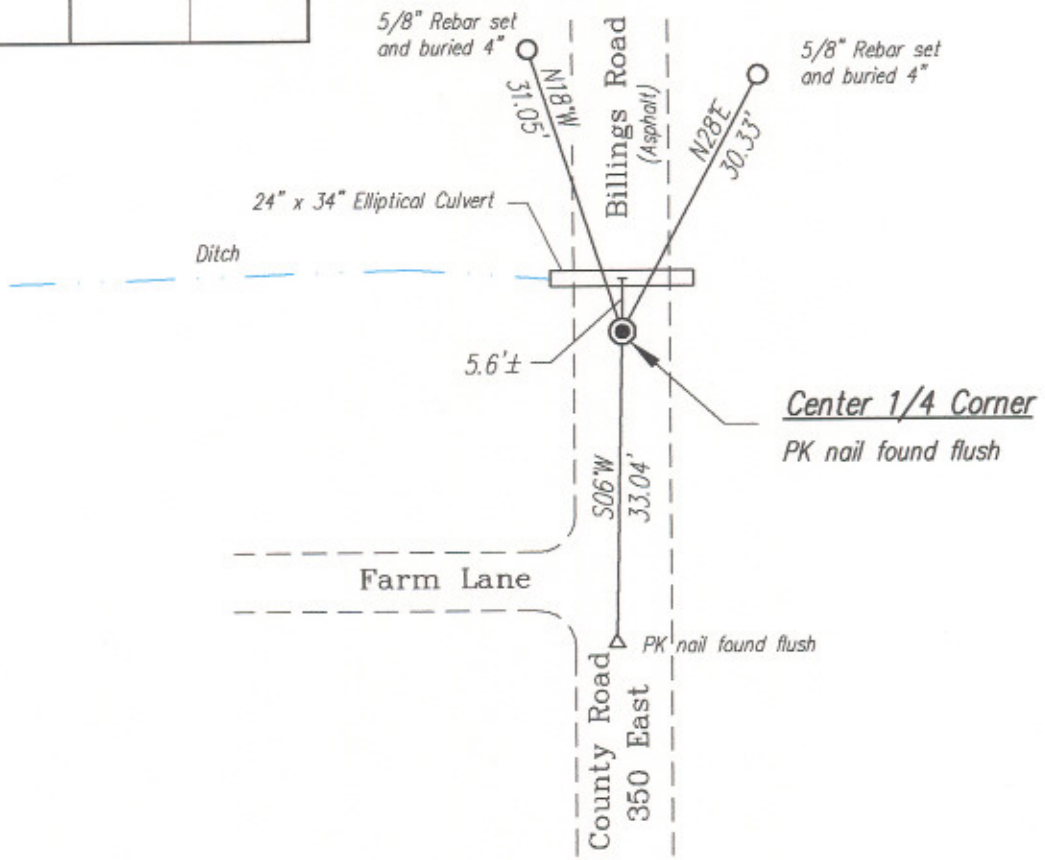 5/8" Rebar set
and buried 4"
5/8" Rebar set
and buried 4"
N18°W
31.05'
Billings Road
(Asphalt)
N28°E
30.33'
24" x 34" Elliptical Culvert
Ditch
5.6'±
Center 1/4 Corner
PK nail found flush
S06°W
33.04'
Farm Lane
PK nail found flush
County Road
350 East